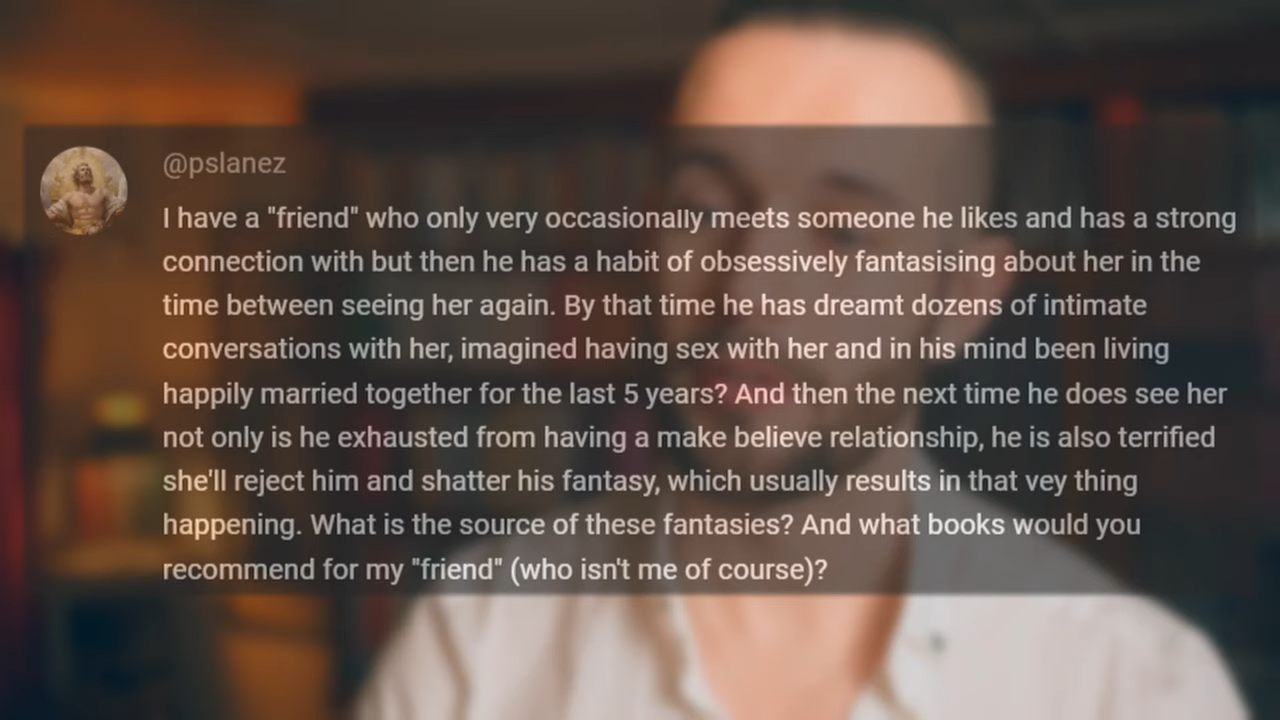 @pslanez
I have a "friend" who only very occasionally meets someone he likes and has a strong
connection with but then he has a habit of obsessively fantasising about her in the
time between seeing her again. By that time he has dreamt dozens of intimate
conversations with her, imagined having sex with her and in his mind been living
happily married together for the last 5 years? And then the next time he does see her
not only is he exhausted from having a make believe relationship, he is also terrified
she'll reject him and shatter his fantasy, which usually results in that vey thing
happening. What is the source of these fantasies? And what books would you
recommend for my "friend" (who isn't me of course)?